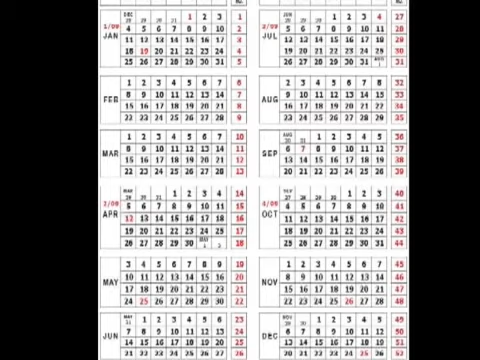 NO.
1/09
JAN
DEC
28 29 30 31 1 2 3 1
4 5 6 7 8 9 10 2
11 12 13 14 15 16 17 3
18 19 20 21 22 23 24 4
25 26 27 28 29 30 31 5
FEB
1 2 3 4 5 6 7 6
8 9 10 11 12 13 14 7
15 16 17 18 19 20 21 8
22 23 24 25 26 27 28 9
MAR
1 2 3 4 5 6 7 10
8 9 10 11 12 13 14 11
15 16 17 18 19 20 21 12
22 23 24 25 26 27 28 13
2/09
APR
MAR
29 30 31 1 2 3 4 14
5 6 7 8 9 10 11 15
12 13 14 15 16 17 18 16
19 20 21 22 23 24 25 17
26 27 28 29 30 MAY 1 2 18
MAY
3 4 5 6 7 8 9 19
10 11 12 13 14 15 16 20
17 18 19 20 21 22 23 21
24 25 26 27 28 29 30 22
JUN
MAY
31 1 2 3 4 5 6 23
7 8 9 10 11 12 13 24
14 15 16 17 18 19 20 25
21 22 23 24 25 26 27 26
NO.
3/09
JUL
JUN
28 29 30 1 2 3 4 27
5 6 7 8 9 10 11 28
12 13 14 15 16 17 18 29
19 20 21 22 23 24 25 30
26 27 28 29 30 31 AUG 1 31
AUG
2 3 4 5 6 7 8 32
9 10 11 12 13 14 15 33
16 17 18 19 20 21 22 34
23 24 25 26 27 28 29 35
SEP
AUG
30 31 1 2 3 4 5 36
6 7 8 9 10 11 12 37
13 14 15 16 17 18 19 38
20 21 22 23 24 25 26 39
4/09
OCT
SEP
27 28 29 30 1 2 3 40
4 5 6 7 8 9 10 41
11 12 13 14 15 16 17 42
18 19 20 21 22 23 24 43
25 26 27 28 29 30 31 44
NOV
1 2 3 4 5 6 7 45
8 9 10 11 12 13 14 46
15 16 17 18 19 20 21 47
22 23 24 25 26 27 28 48
DEC
NOV
29 30 1 2 3 4 5 49
6 7 8 9 10 11 12 50
13 14 15 16 17 18 19 51
20 21 22 23 24 25 26 52